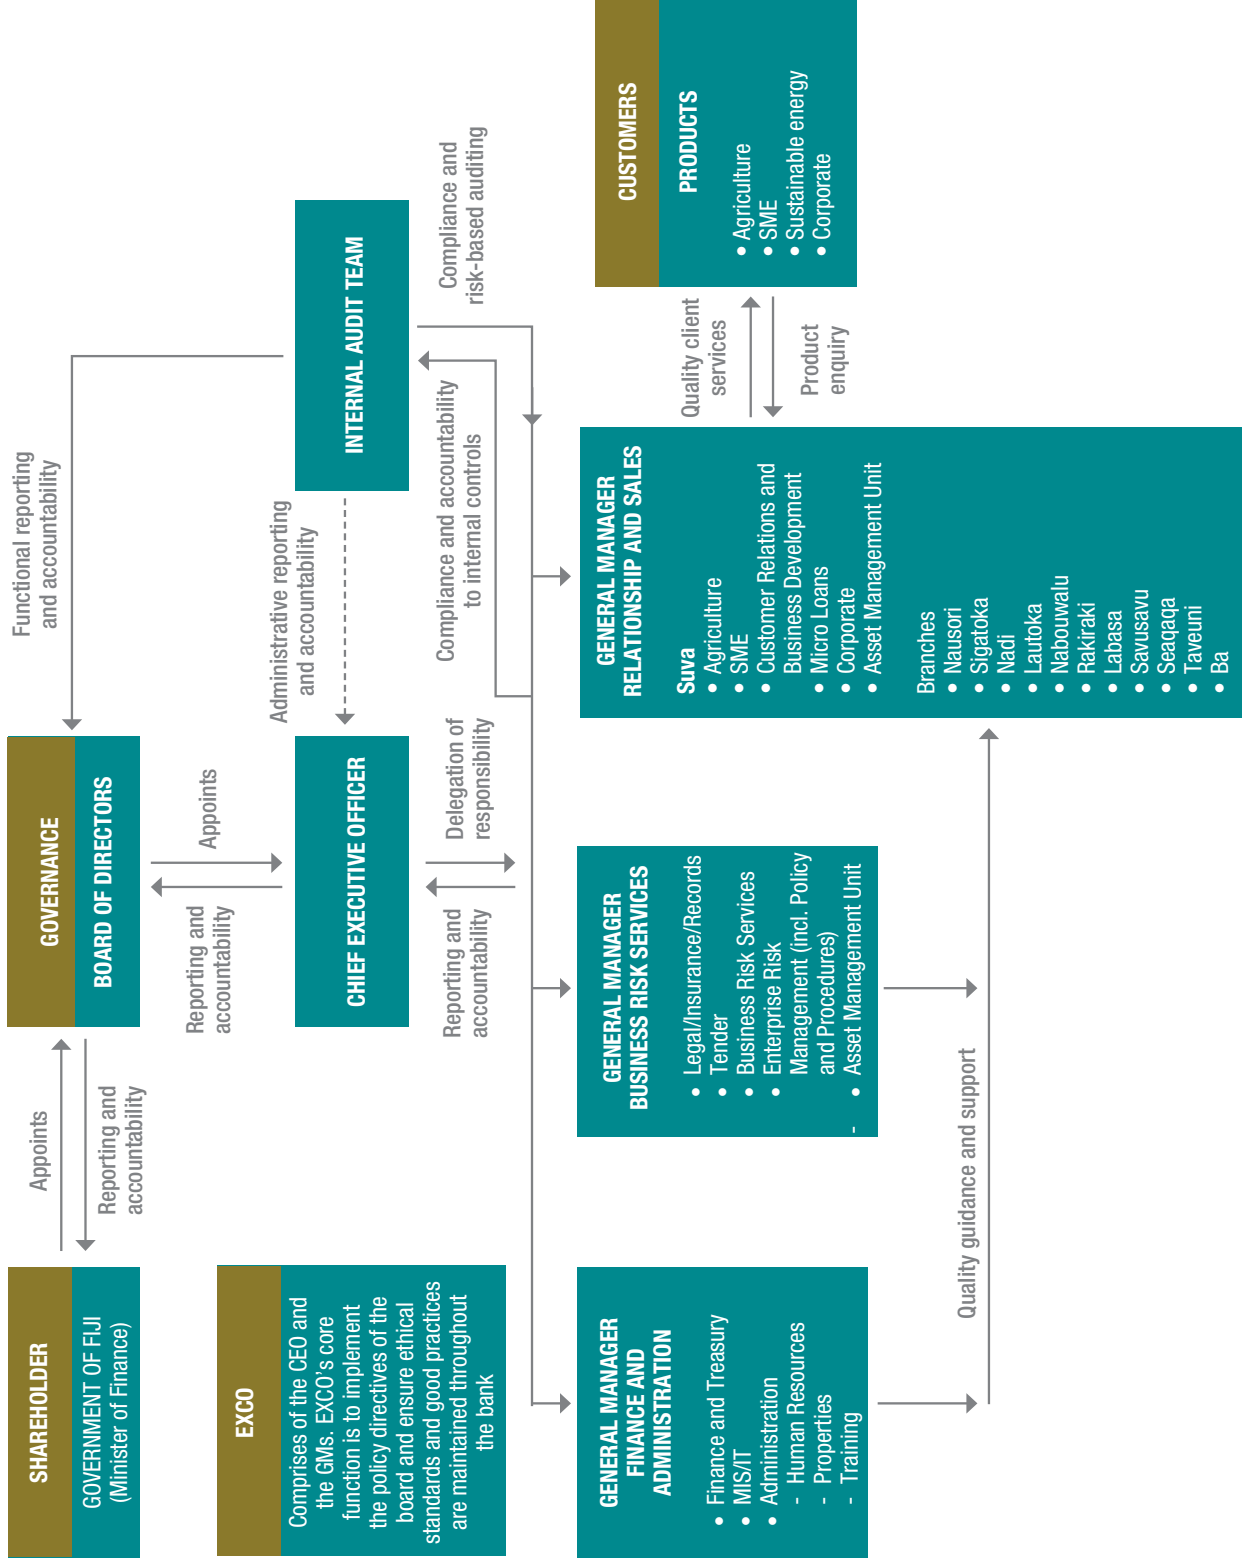 SHAREHOLDER
GOVERNMENT OF FIJI
(Minister of Finance)
Appoints
Reporting and
accountability
GOVERNANCE
BOARD OF DIRECTORS
Functional reporting
and accountability
Reporting and
accountability
Appoints
EXCO
Comprises of the CEO and
the GMs. EXCO's core
function is to implement
the policy directives of the
board and ensure ethical
standards and good practices
are maintained throughout
the bank
CHIEF EXECUTIVE OFFICER
Administrative reporting
and accountability
INTERNAL AUDIT TEAM
Reporting and
accountability
Delegation of
responsibility
Compliance and accountability
to internal controls
Compliance and
risk-based auditing
GENERAL MANAGER
FINANCE AND
ADMINISTRATION
• Finance and Treasury
• MIS/IT
• Administration
- Human Resources
- Properties
- Training
GENERAL MANAGER
BUSINESS RISK SERVICES
• Legal/Insurance/Records
• Tender
• Business Risk Services
• Enterprise Risk
Management (incl. Policy
and Procedures)
- • Asset Management Unit
GENERAL MANAGER
RELATIONSHIP AND SALES
Suva
• Agriculture
• SME
• Customer Relations and
Business Development
• Micro Loans
• Corporate
• Asset Management Unit
Branches
• Nausori
• Sigatoka
• Nadi
• Lautoka
• Nabouwalu
• Rakiraki
• Labasa
• Savusavu
• Seaqaqa
• Taveuni
• Ba
Quality client
services
Product
enquiry
CUSTOMERS
PRODUCTS
• Agriculture
• SME
• Sustainable energy
• Corporate
Quality guidance and support